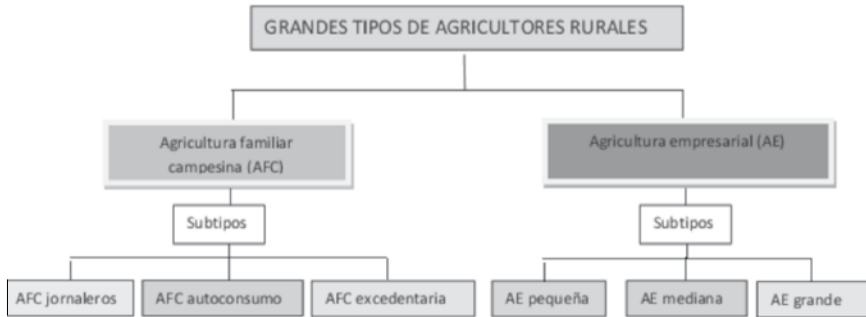 GRANDES TIPOS DE AGRICULTORES RURALES
Agricultura familiar
campesina (AFC)
Agricultura empresarial (AE)
Subtipos
Subtipos
AFC jornaleros
AFC autoconsumo
AFC excedentaria
AE pequeña
AE mediana
AE grande